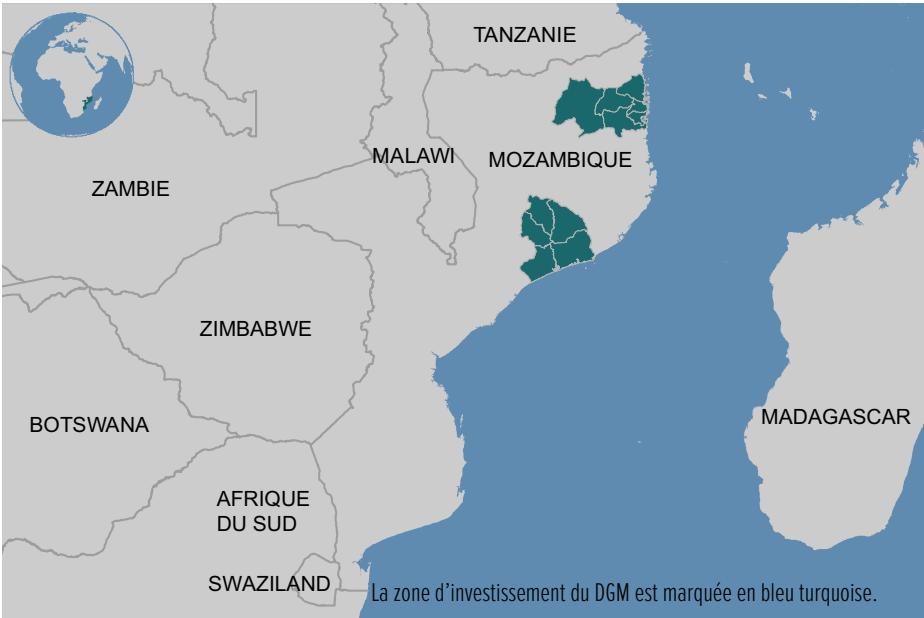 TANZANIE
MALAWI
MOZAMBIQUE
ZAMBIE
ZIMBABWE
BOTSWANA
MADAGASCAR
AFRIQUE
DU SUD
SWAZILAND
La zone d’investissement du DGM est marquée en bleu turquoise.